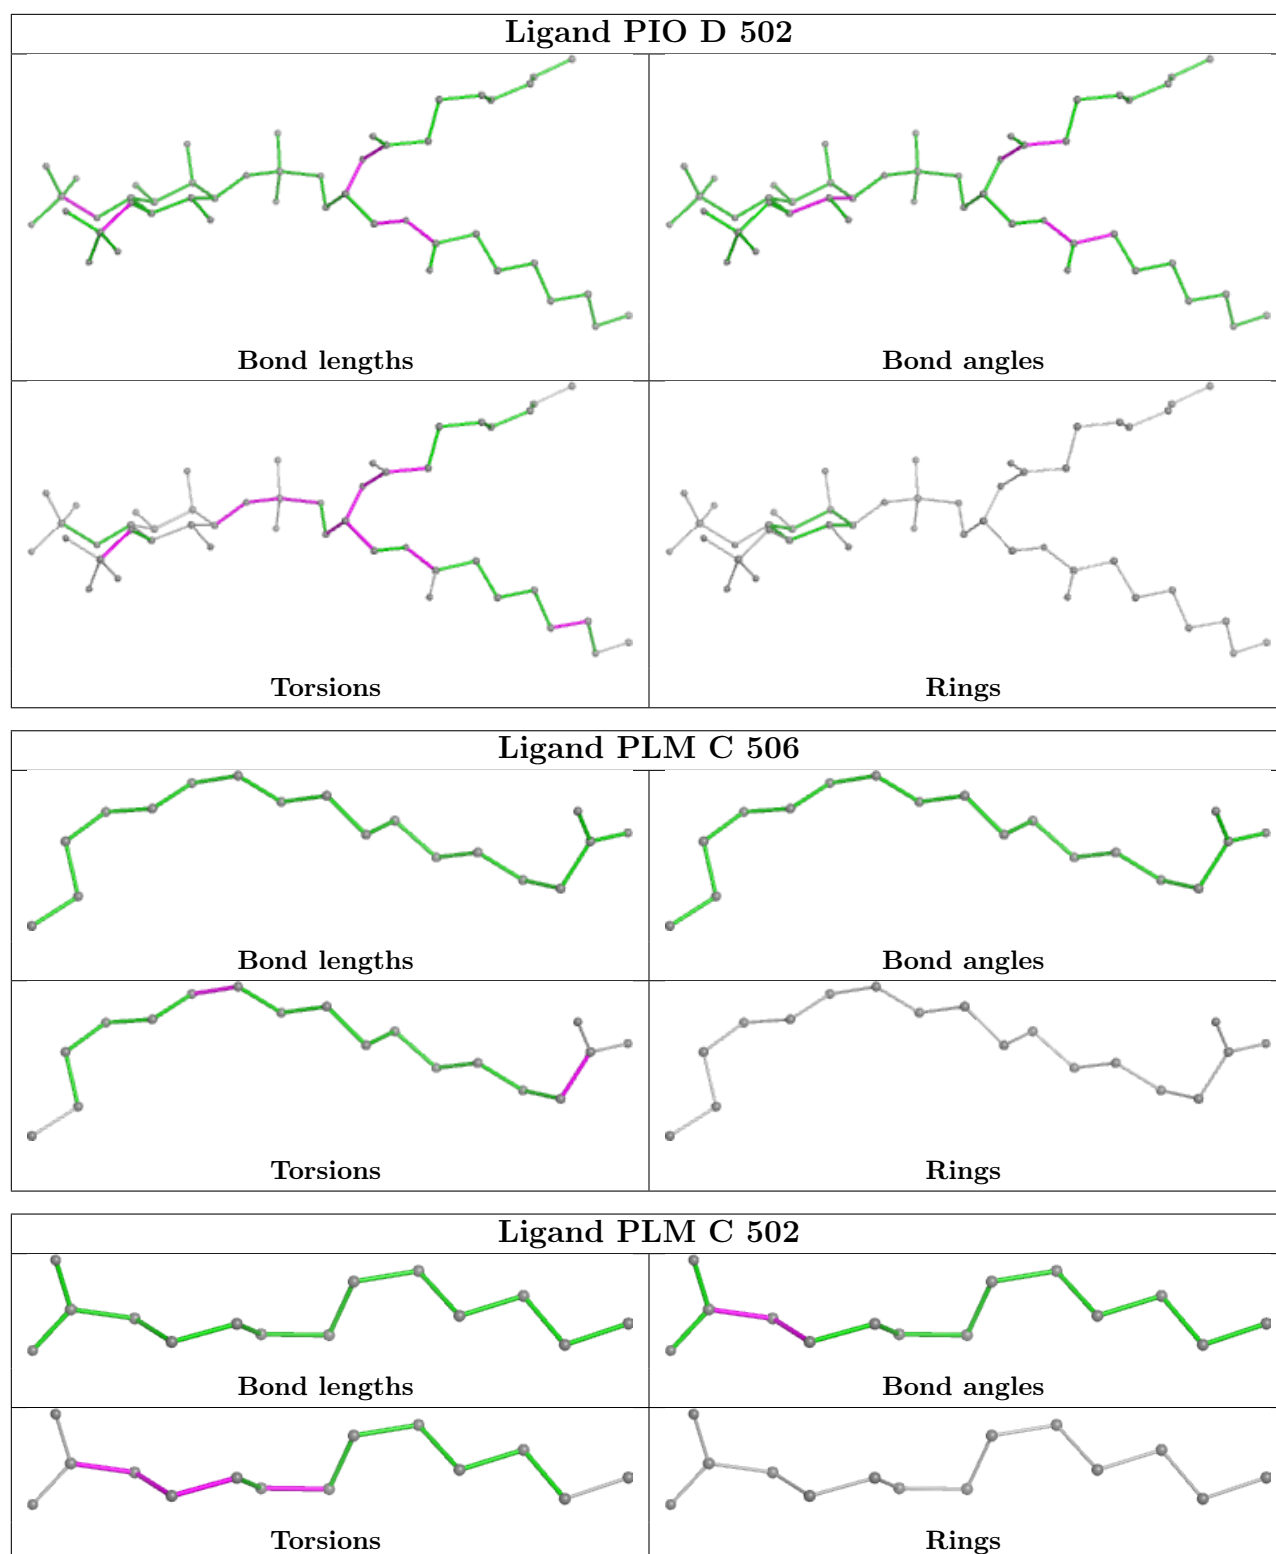 Ligand PIO D 502
Bond lengths
Bond angles
Torsions
Rings
Ligand PLM C 506
Bond lengths
Bond angles
Torsions
Rings
Ligand PLM C 502
Bond lengths
Bond angles
Torsions
Rings